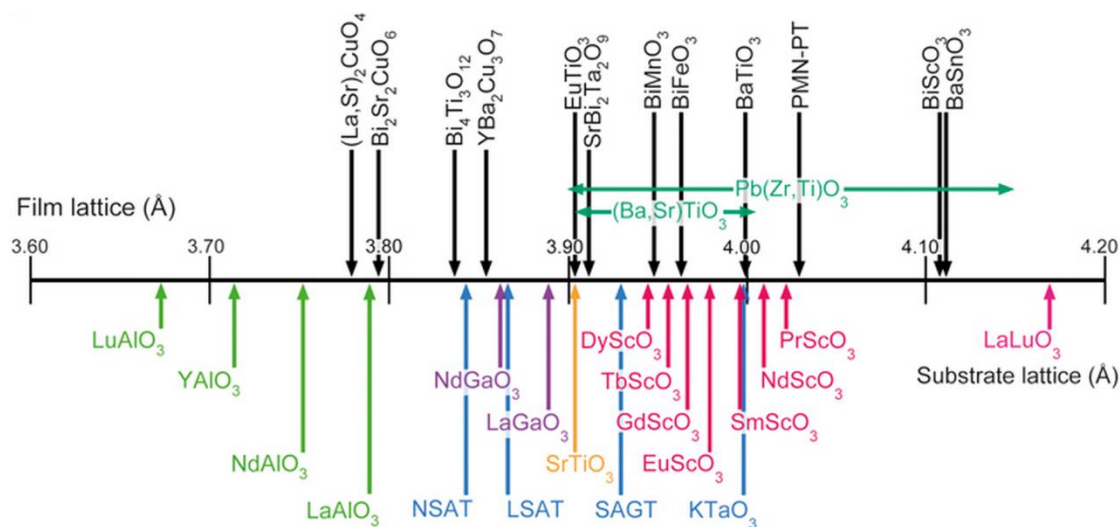 (La,Sr)₂CuO₄
Bi₂Sr₂CuO₆
Bi₄Ti₃O₁₂
YBa₂Cu₃O₇
EuTiO₃
SrBi₂Ta₂O₉
BiMnO₃
BiFeO₃
BaTiO₃
PMN-PT
BiScO₃
BaSnO₃
Pb(Zr,Ti)O₃
(Ba,Sr)TiO₃
Film lattice (Å)
3.60 3.70 3.80 3.90 4.00 4.10 4.20
LuAlO₃ DyScO₃ PrScO₃ LaLuO₃
YAlO₃ NdGaO₃ TbScO₃ NdScO₃ Substrate lattice (Å)
LaGaO₃ GdScO₃ SmScO₃
NdAlO₃ SrTiO₃ EuScO₃
LaAlO₃ NSAT LSAT SAGT KTaO₃